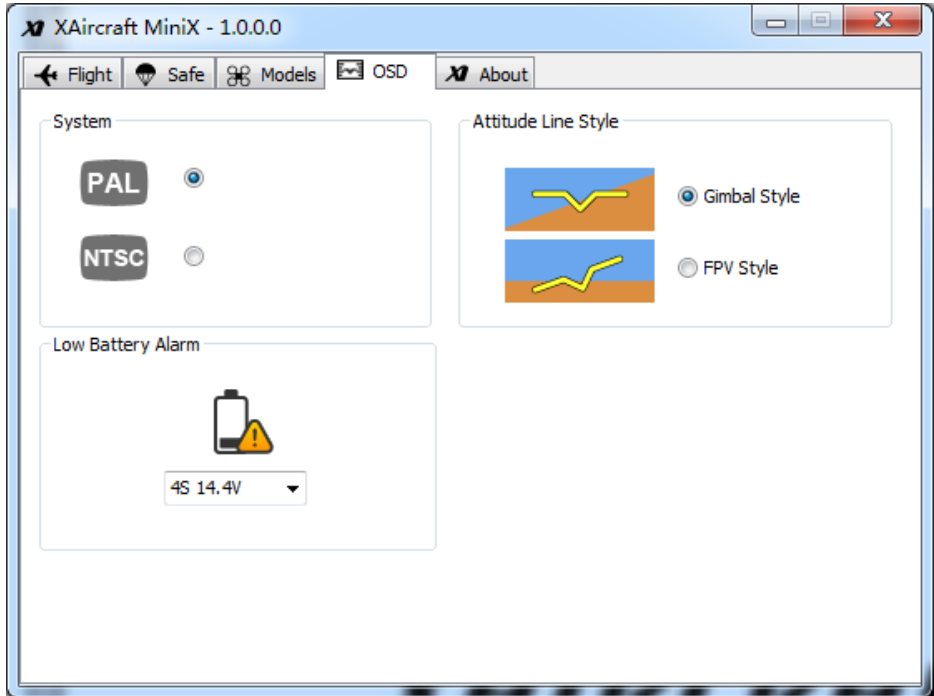 XAircraft MiniX - 1.0.0.0
Flight Safe Models OSD About
System
PAL
NTSC
Attitude Line Style
Gimbal Style
FPV Style
Low Battery Alarm
4S 14.4V